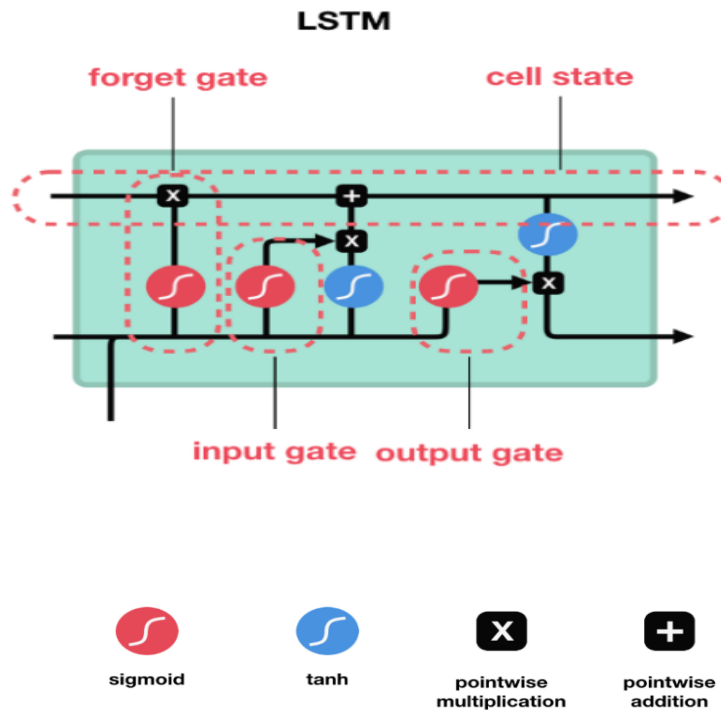 LSTM
forget gate
cell state
x
+
x
x
input gate
output gate
x
+
sigmoid
tanh
pointwise
multiplication
pointwise
addition